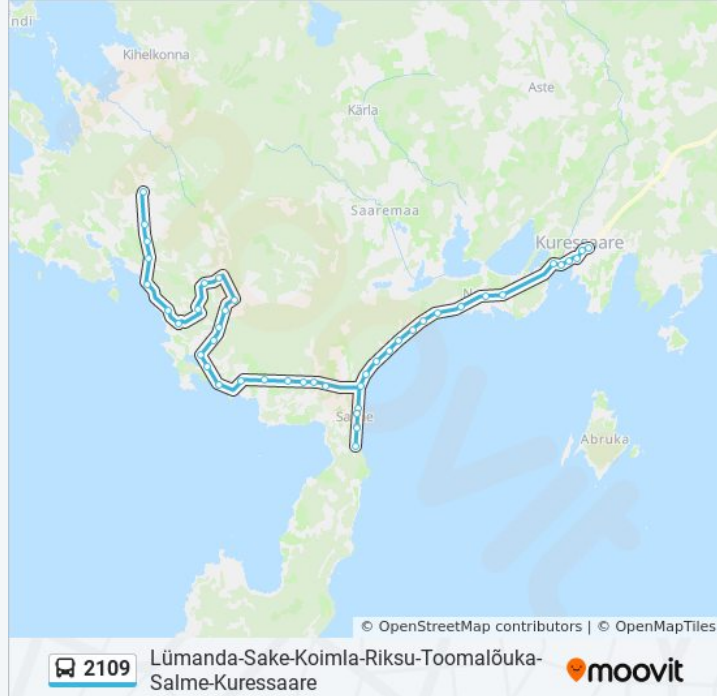 ndi
Kihelkonna
Aste
Kärla
Saaremaa
Kuressaare
N
Salme
Abruka
© OpenStreetMap contributors | © OpenMapTiles
2109
Lümanda-Sake-Koimla-Riksu-Toomalõuka-
Salme-Kuressaare
moovit